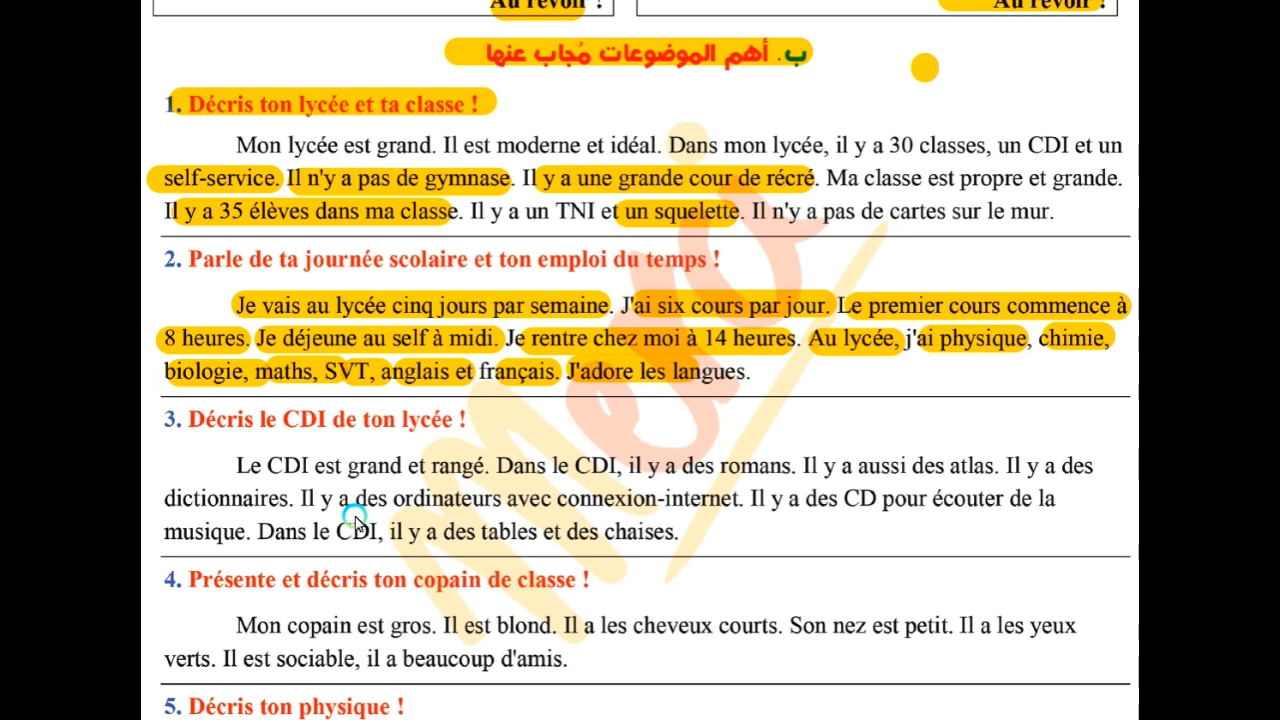 Au revoir !
Au revoir !
ب. أهم الموضوعات مُجاب عنها
1. Décris ton lycée et ta classe !
Mon lycée est grand. Il est moderne et idéal. Dans mon lycée, il y a 30 classes, un CDI et un
self-service. Il n'y a pas de gymnase. Il y a une grande cour de récré. Ma classe est propre et grande.
Il y a 35 élèves dans ma classe. Il y a un TNI et un squelette. Il n'y a pas de cartes sur le mur.
2. Parle de ta journée scolaire et ton emploi du temps !
Je vais au lycée cinq jours par semaine. J'ai six cours par jour. Le premier cours commence à
8 heures. Je déjeune au self à midi. Je rentre chez moi à 14 heures. Au lycée, j'ai physique, chimie,
biologie, maths, SVT, anglais et français. J'adore les langues.
3. Décris le CDI de ton lycée !
Le CDI est grand et rangé. Dans le CDI, il y a des romans. Il y a aussi des atlas. Il y a des
dictionnaires. Il y a des ordinateurs avec connexion-internet. Il y a des CD pour écouter de la
musique. Dans le CDI, il y a des tables et des chaises.
4. Présente et décris ton copain de classe !
Mon copain est gros. Il est blond. Il a les cheveux courts. Son nez est petit. Il a les yeux
verts. Il est sociable, il a beaucoup d'amis.
5. Décris ton physique !